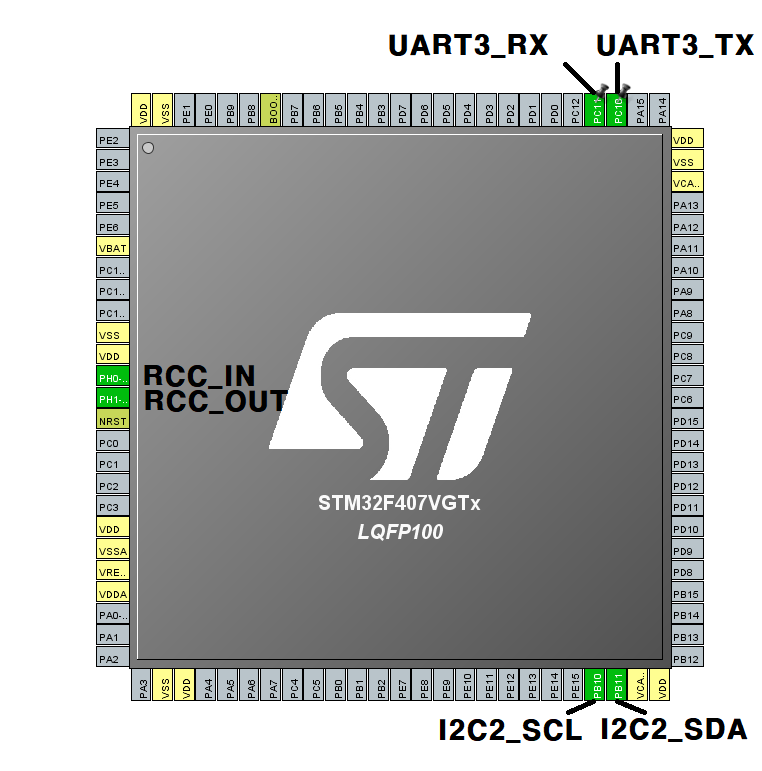 UART3_RX UART3_TX
VDD VSS PE1 PE0 PB9 PB8 BOO.. PB7 PB6 PB5 PB4 PB3 PD7 PD6 PD5 PD4 PD3 PD2 PD1 PD0 PC12 PC11 PC10 PA15 PA14
PE2 VDD
PE3 VSS
PE4 VCA..
PE5 PA13
PE6 PA12
VBAT PA11
PC1.. PA10
PC1.. PA9
PC1.. PA8
VSS PC9
VDD PC8
PH0-.. RCC_IN PC7
PH1-.. RCC_OUT PC6
NRST PD15
PC0 PD14
PC1 PD13
PC2 PD12
PC3 STM32F407VGTx PD11
VDD LQFP100 PD10
VSSA PD9
VRE.. PD8
VDDA PB15
PA0-.. PB14
PA1 PB13
PA2 PB12
PA3 VSS VDD PA4 PA5 PA6 PA7 PC4 PC5 PB0 PB1 PB2 PE7 PE8 PE9 PE10 PE11 PE12 PE13 PE14 PE15 PB10 PB11 VCA.. VDD
I2C2_SCL I2C2_SDA